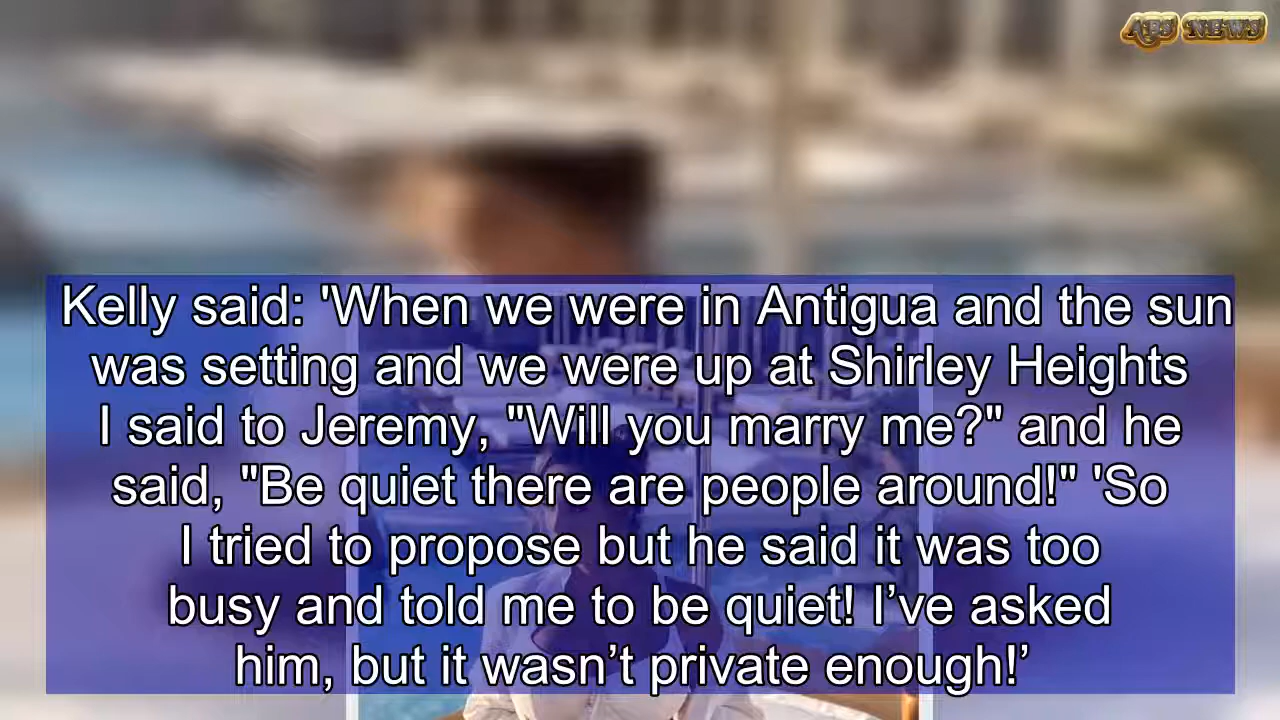 ABS NEWS
Kelly said: 'When we were in Antigua and the sun
was setting and we were up at Shirley Heights
I said to Jeremy, "Will you marry me?" and he
said, "Be quiet there are people around!" 'So
I tried to propose but he said it was too
busy and told me to be quiet! I’ve asked
him, but it wasn’t private enough!’